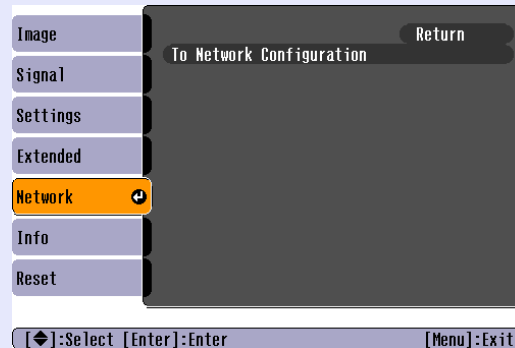 Image
Signal
Settings
Extended
Network
Info
Reset
Return
To Network Configuration
[◆]:Select [Enter]:Enter [Menu]:Exit